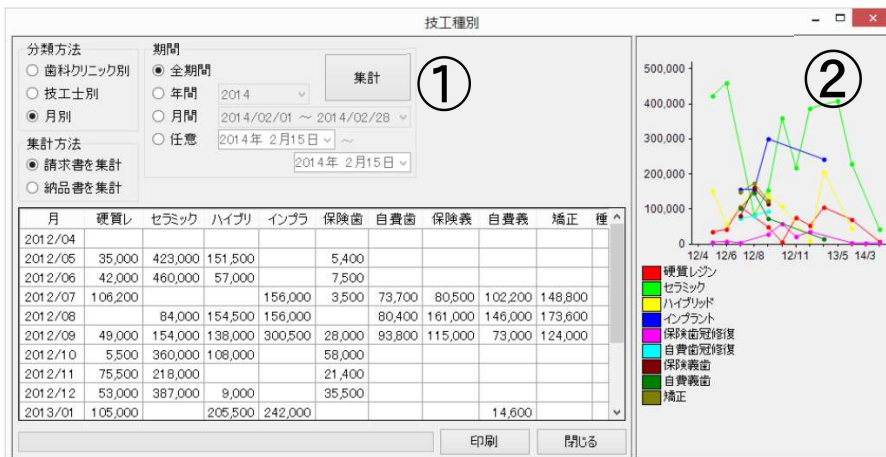 技工種別
分類方法
歯科クリニック別
技工士別
月別
集計方法
請求書を集計
納品書を集計
期間
全期間
年間 2014
月間 2014/02/01 ～ 2014/02/28
任意 2014年 2月15日 ～
2014年 2月15日
集計
①
月 硬質レ セラミック ハイブリ インプラ 保険歯 自費歯 保険義 自費義 矯正 種
2012/04
2012/05 35,000 423,000 151,500 5,400
2012/06 42,000 460,000 57,000 7,500
2012/07 106,200 156,000 3,500 73,700 80,500 102,200 148,800
2012/08 84,000 154,500 156,000 80,400 161,000 146,000 173,600
2012/09 49,000 154,000 138,000 300,500 28,000 93,800 115,000 73,000 124,000
2012/10 5,500 360,000 108,000 58,000
2012/11 75,500 218,000 21,400
2012/12 53,000 387,000 9,000 35,500
2013/01 105,000 205,500 242,000 14,600
印刷 閉じる
②
500,000
400,000
300,000
200,000
100,000
0
12/4 12/6 12/8 12/11 13/5 14/3
硬質レジン
セラミック
ハイブリッド
インプラント
保険歯冠修復
自費歯冠修復
保険義歯
自費義歯
矯正